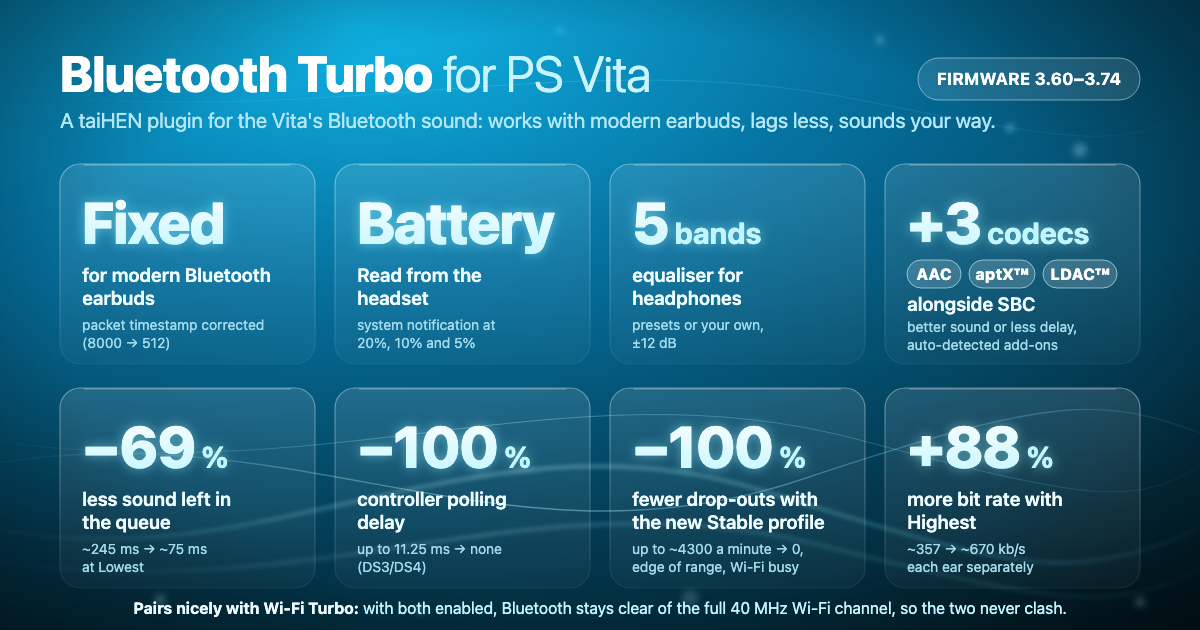 Bluetooth Turbo for PS Vita
FIRMWARE 3.60–3.74
A taiHEN plugin for the Vita's Bluetooth sound: works with modern earbuds, lags less, sounds your way.
Fixed
for modern Bluetooth
earbuds
packet timestamp corrected
(8000 → 512)
Battery
Read from the
headset
system notification at
20%, 10% and 5%
5 bands
equaliser for
headphones
presets or your own,
±12 dB
+3 codecs
AAC aptX™ LDAC™
alongside SBC
better sound or less delay,
auto-detected add-ons
−69 %
less sound left in
the queue
~245 ms → ~75 ms
at Lowest
−100 %
controller polling
delay
up to 11.25 ms → none
(DS3/DS4)
−100 %
fewer drop-outs with
the new Stable profile
up to ~4300 a minute → 0,
edge of range, Wi-Fi busy
+88 %
more bit rate with
Highest
~357 → ~670 kb/s
each ear separately
Pairs nicely with Wi-Fi Turbo: with both enabled, Bluetooth stays clear of the full 40 MHz Wi-Fi channel, so the two never clash.